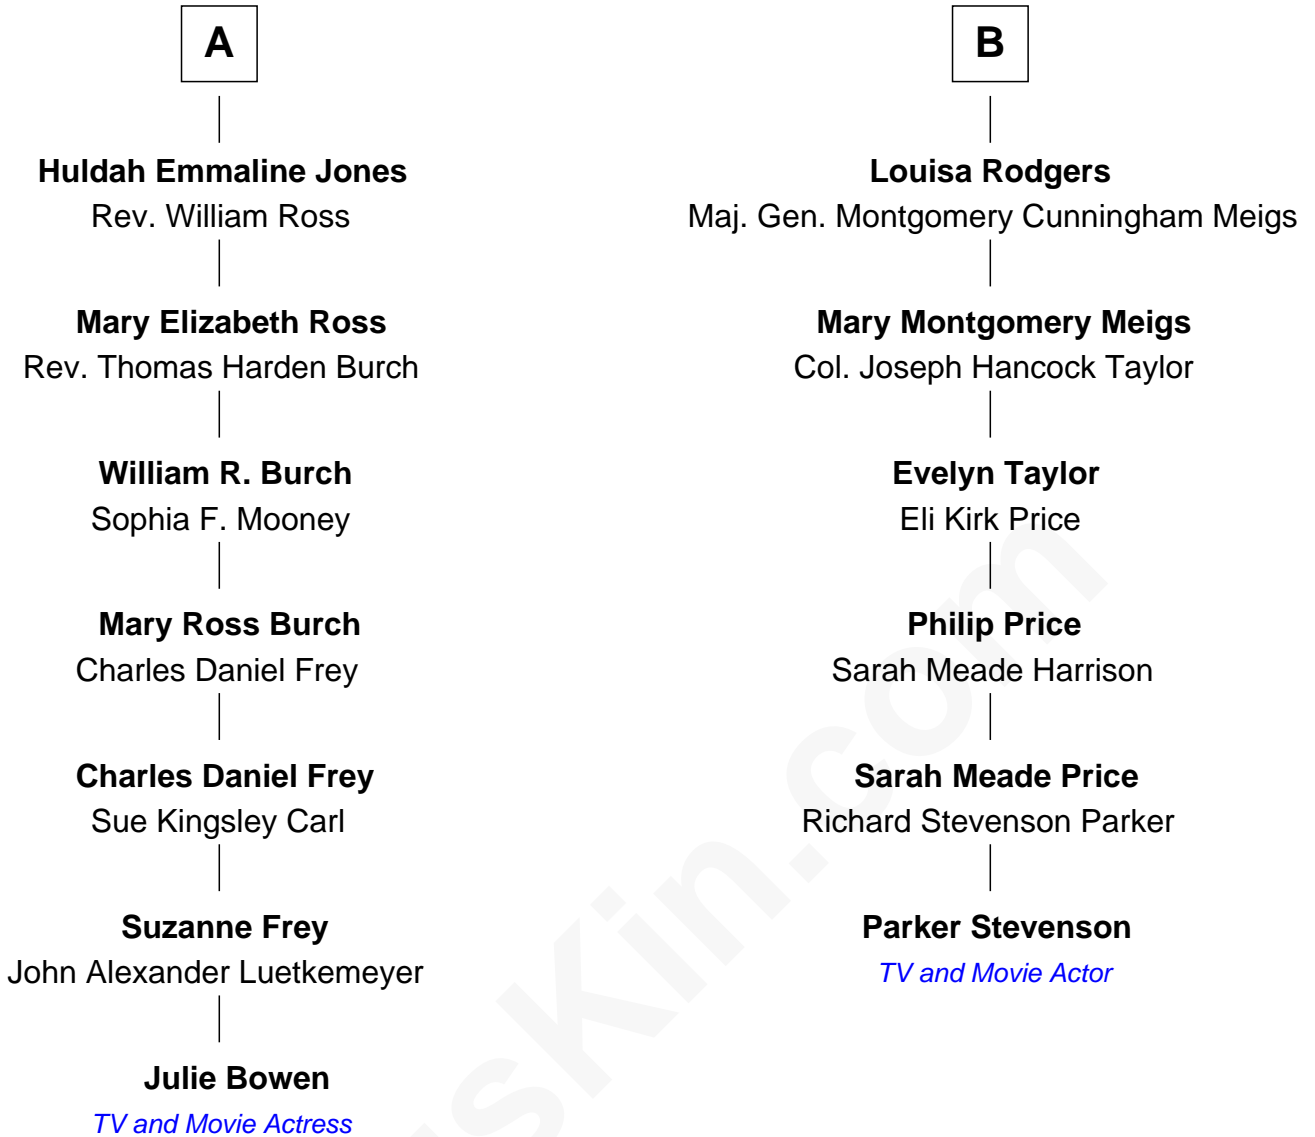 A
Huldah Emmaline Jones
Rev. William Ross
Mary Elizabeth Ross
Rev. Thomas Harden Burch
William R. Burch
Sophia F. Mooney
Mary Ross Burch
Charles Daniel Frey
Charles Daniel Frey
Sue Kingsley Carl
Suzanne Frey
John Alexander Luetkemeyer
Julie Bowen
TV and Movie Actress
B
Louisa Rodgers
Maj. Gen. Montgomery Cunningham Meigs
Mary Montgomery Meigs
Col. Joseph Hancock Taylor
Evelyn Taylor
Eli Kirk Price
Philip Price
Sarah Meade Harrison
Sarah Meade Price
Richard Stevenson Parker
Parker Stevenson
TV and Movie Actor
sKin.com